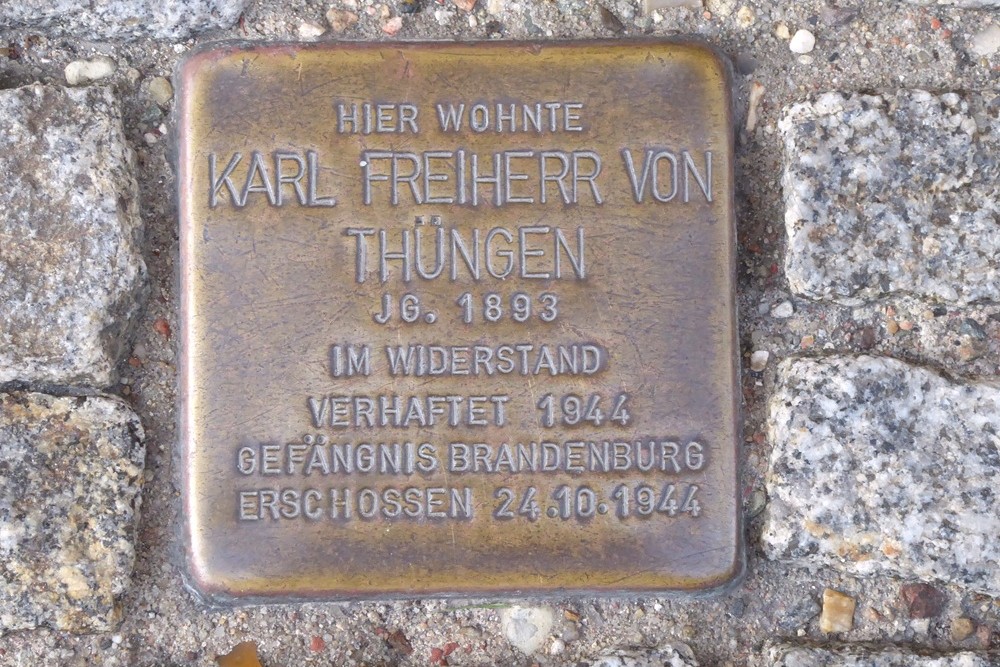 HIER WOHNTE
KARL FREIHERR VON
THÜNGEN
JG. 1893
IM WIDERSTAND
VERHAFTET 1944
GEFÄNGNIS BRANDENBURG
ERSCHOSSEN 24.10.1944